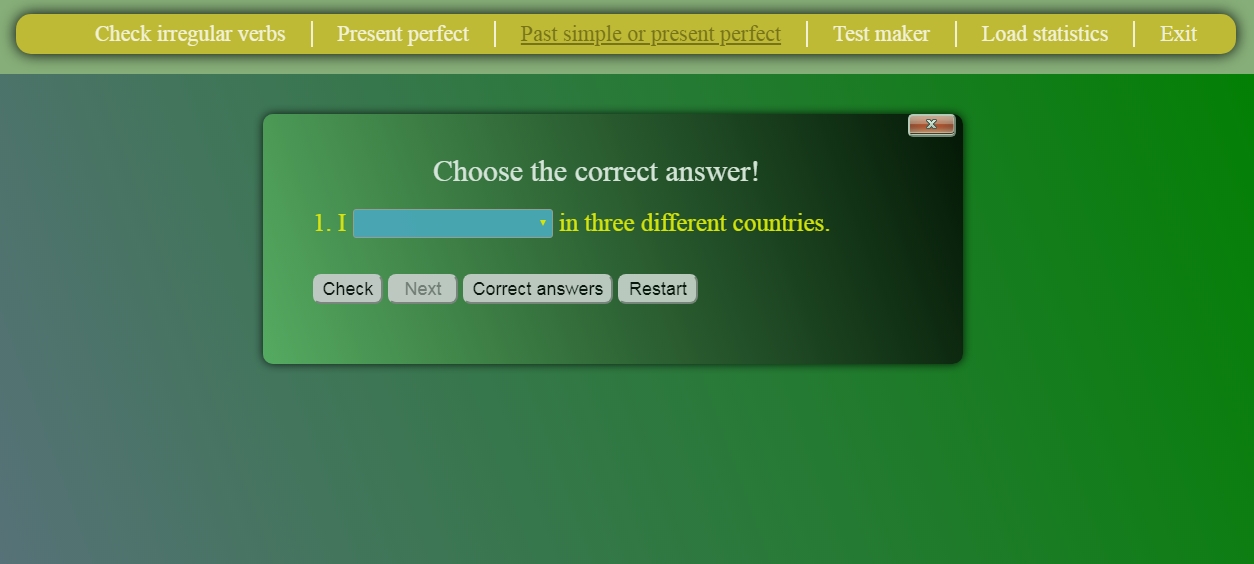 Check irregular verbs Present perfect Past simple or present perfect Test maker Load statistics Exit
x
Choose the correct answer!
1. I in three different countries.
Check Next Correct answers Restart